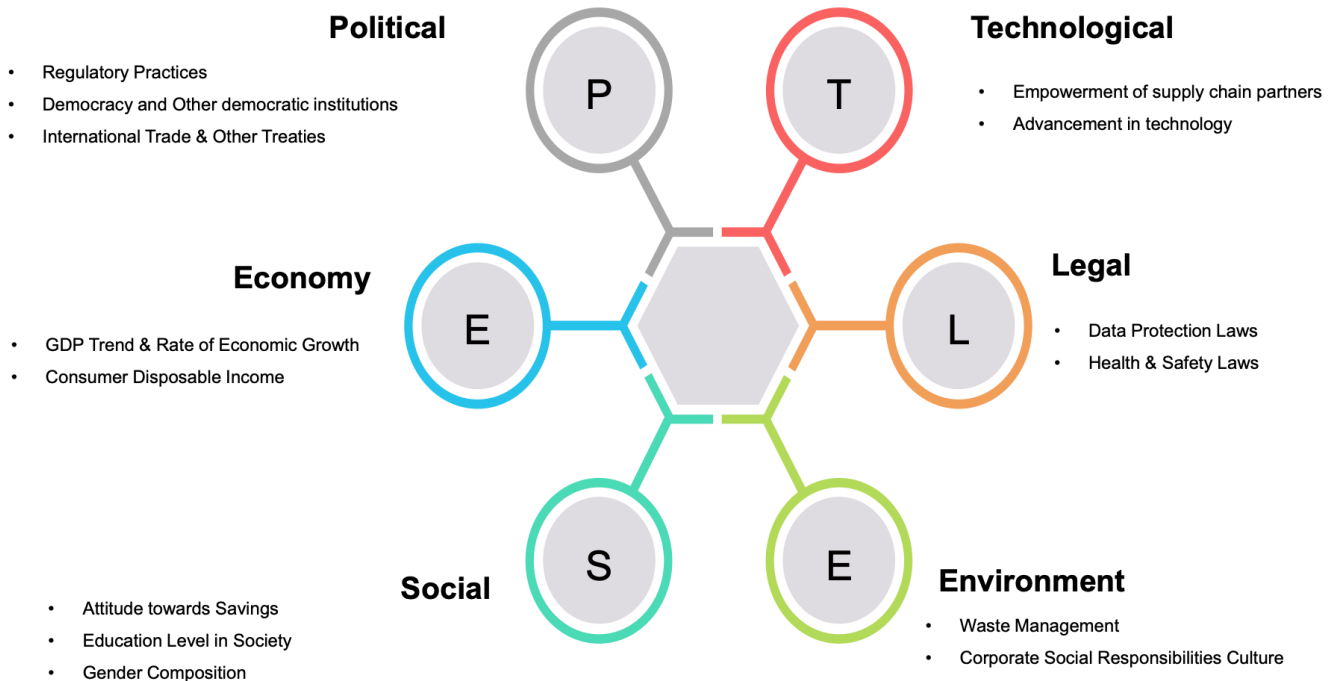 Political
• Regulatory Practices
• Democracy and Other democratic institutions
• International Trade & Other Treaties
P
T
Technological
• Empowerment of supply chain partners
• Advancement in technology
Economy
• GDP Trend & Rate of Economic Growth
• Consumer Disposable Income
E
L
Legal
• Data Protection Laws
• Health & Safety Laws
Social
• Attitude towards Savings
• Education Level in Society
• Gender Composition
S
E
Environment
• Waste Management
• Corporate Social Responsibilities Culture